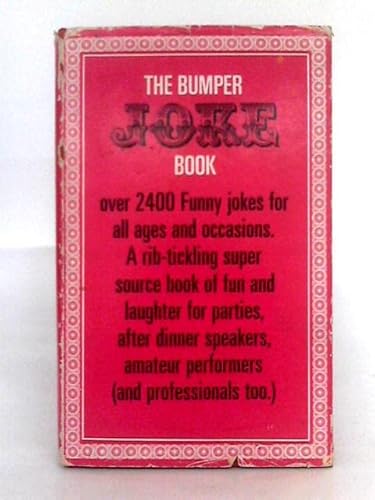 THE BUMPER
JOKE
BOOK
over 2400 Funny jokes for
all ages and occasions.
A rib-tickling super
source book of fun and
laughter for parties,
after dinner speakers,
amateur performers
(and professionals too.)